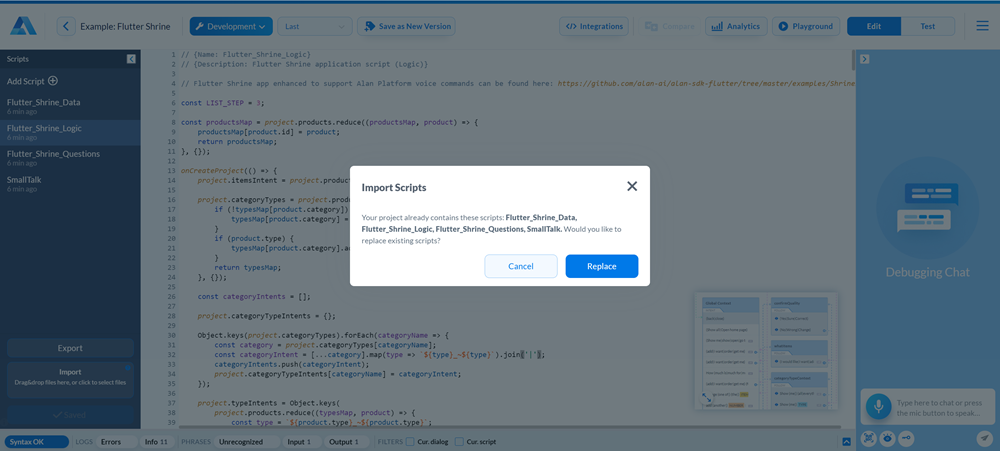 Example: Flutter Shrine
Development
Last
Save as New Version
Integrations
Compare
Analytics
Playground
Edit
Test
Scripts
Add Script
Flutter_Shrine_Data
6 min ago
Flutter_Shrine_Logic
6 min ago
Flutter_Shrine_Questions
6 min ago
SmallTalk
6 min ago
Export
Import
Drag&drop files here, or click to select files
Saved
1 // {Name: Flutter_Shrine_Logic}
2 // {Description: Flutter Shrine application script (Logic)}
3
4 // Flutter Shrine app enhanced to support Alan Platform voice commands can be found here: https://github.com/alan-ai/alan-sdk-flutter/tree/master/examples/Shrine
5
6 const LIST_STEP = 3;
7
8 const productsMap = project.products.reduce((productsMap, product) => {
9 productsMap[product.id] = product;
10 return productsMap;
11 }, {});
12
13 onCreateProject(() => {
14 project.itemsIntent = project.produc
15
16 project.categoryTypes = project.prod
17 if (!typesMap[product.category])
18 typesMap[product.category] =
19 }
20 if (product.type) {
21 typesMap[product.category].a
22 }
23 return typesMap;
24 }, {});
25
26 const categoryIntents = [];
27
28 project.categoryTypeIntents = {};
29
30 Object.keys(project.categoryTypes).forEach(categoryName => {
31 const category = project.categoryTypes[categoryName];
32 const categoryIntent = [...category].map(type => `${type}_~${type}`).join('|');
33 categoryIntents.push(categoryIntent);
34 project.categoryTypeIntents[categoryName] = categoryIntent;
35 });
36
37 project.typeIntents = Object.keys(
38 project.products.reduce((typesMap, product) => {
39 const type = `${product.type}_~${product.type}`;
Import Scripts
Your project already contains these scripts: Flutter_Shrine_Data,
Flutter_Shrine_Logic, Flutter_Shrine_Questions, SmallTalk. Would you like to
replace existing scripts?
Cancel
Replace
Debugging Chat
Type here to chat or press
the mic button to speak...
Syntax OK
LOGS
Errors
Info 11
PHRASES
Unrecognized
Input 1
Output 1
FILTERS
Cur. dialog
Cur. script